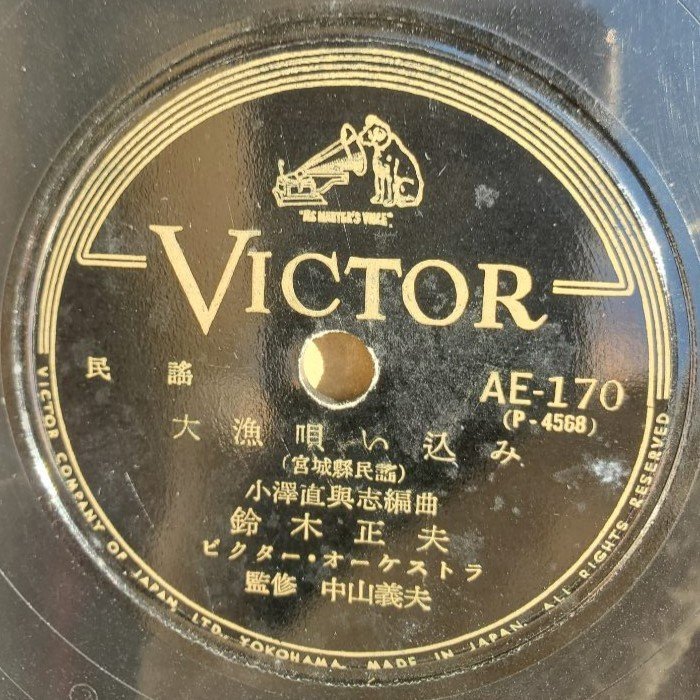 "HIS MASTER'S VOICE"
VICTOR
民謡
AE-170
(P-4568)
大漁唄い込み
(宮城縣民謡)
小澤直與志編曲
鈴木正夫
ビクター・オーケストラ
監修 中山義夫
VICTOR COMPANY OF JAPAN, LTD. YOKOHAMA. MADE IN JAPAN. ALL RIGHTS RESERVED